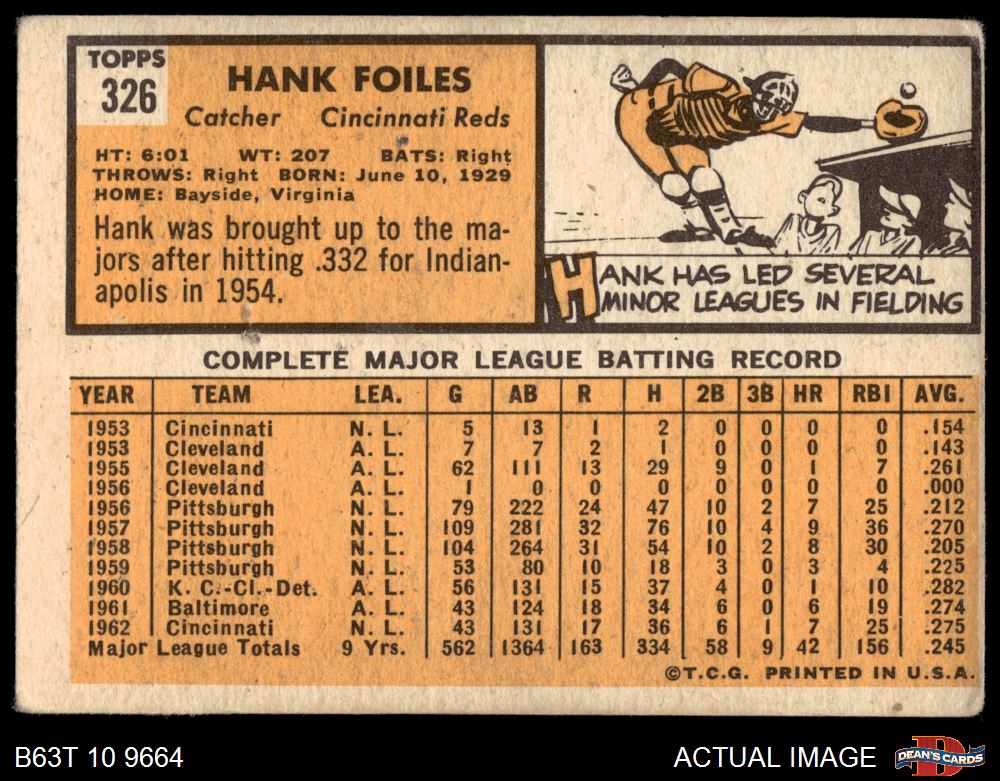 TOPPS
326
HANK FOILES
Catcher Cincinnati Reds
HT: 6:01 WT: 207 BATS: Right
THROWS: Right BORN: June 10, 1929
HOME: Bayside, Virginia
Hank was brought up to the ma-
jors after hitting .332 for Indian-
apolis in 1954.
HANK HAS LED SEVERAL
MINOR LEAGUES IN FIELDING
COMPLETE MAJOR LEAGUE BATTING RECORD
YEAR TEAM LEA. G AB R H 2B 3B HR RBI AVG.
1953 Cincinnati N. L. 5 13 1 2 0 0 0 0 .154
1953 Cleveland A. L. 7 7 2 1 0 0 0 0 .143
1955 Cleveland A. L. 62 111 13 29 9 0 1 7 .261
1956 Cleveland A. L. 1 0 0 0 0 0 0 0 .000
1956 Pittsburgh N. L. 79 222 24 47 10 2 7 25 .212
1957 Pittsburgh N. L. 109 281 32 76 10 4 9 36 .270
1958 Pittsburgh N. L. 104 264 31 54 10 2 8 30 .205
1959 Pittsburgh N. L. 53 80 10 18 3 0 3 4 .225
1960 K. C.-Cl.-Det. A. L. 56 131 15 37 4 0 1 10 .282
1961 Baltimore A. L. 43 124 18 34 6 0 6 19 .274
1962 Cincinnati N. L. 43 131 17 36 6 1 7 25 .275
Major League Totals 9 Yrs. 562 1364 163 334 58 9 42 156 .245
©T.C.G. PRINTED IN U.S.A.
B63T 10 9664 ACTUAL IMAGE D DEAN'S CARDS